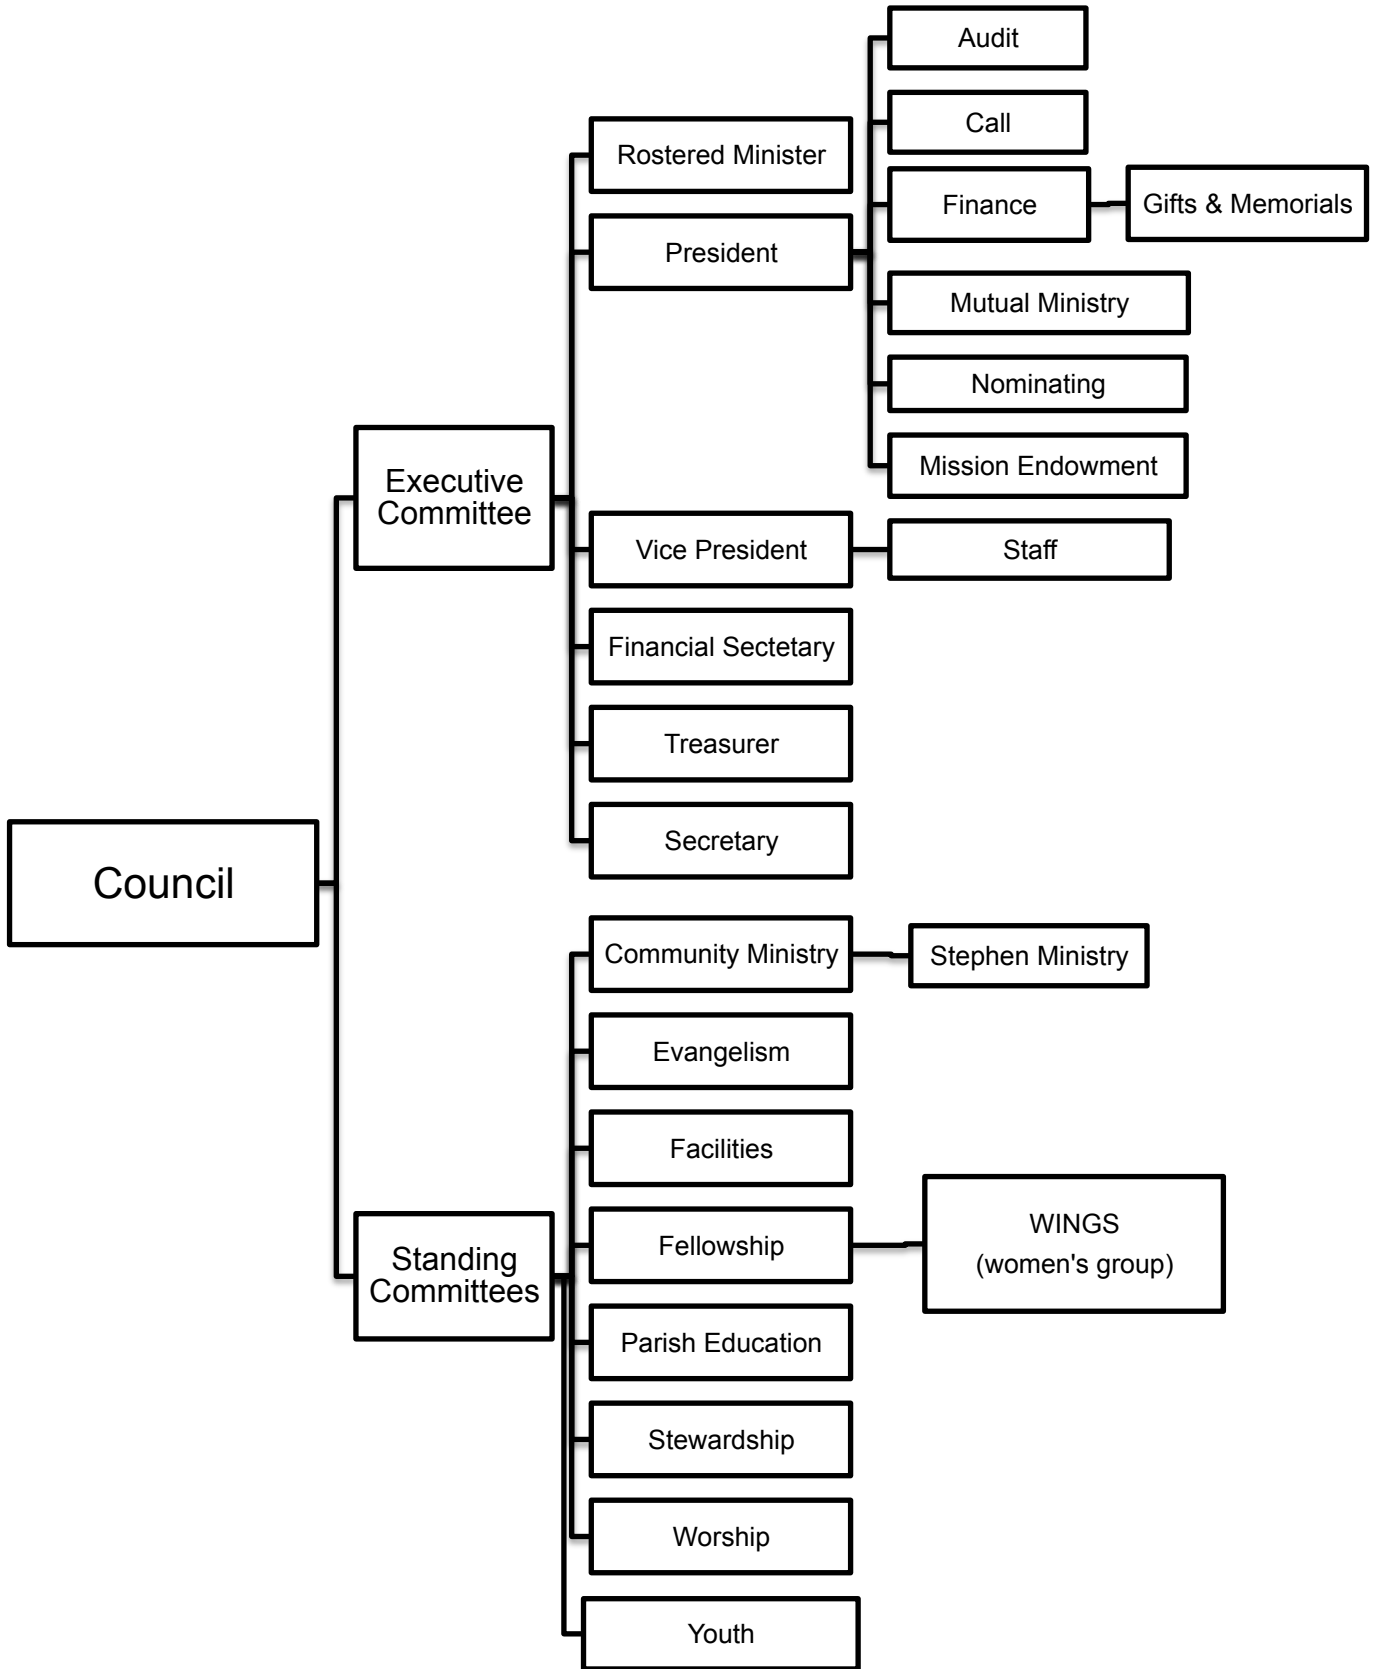 Audit
Call
Rostered Minister
Finance
Gifts & Memorials
President
Mutual Ministry
Nominating
Mission Endowment
Executive
Committee
Vice President
Staff
Financial Sectetary
Treasurer
Secretary
Council
Community Ministry
Stephen Ministry
Evangelism
Facilities
Fellowship
WINGS
(women's group)
Standing
Committees
Parish Education
Stewardship
Worship
Youth